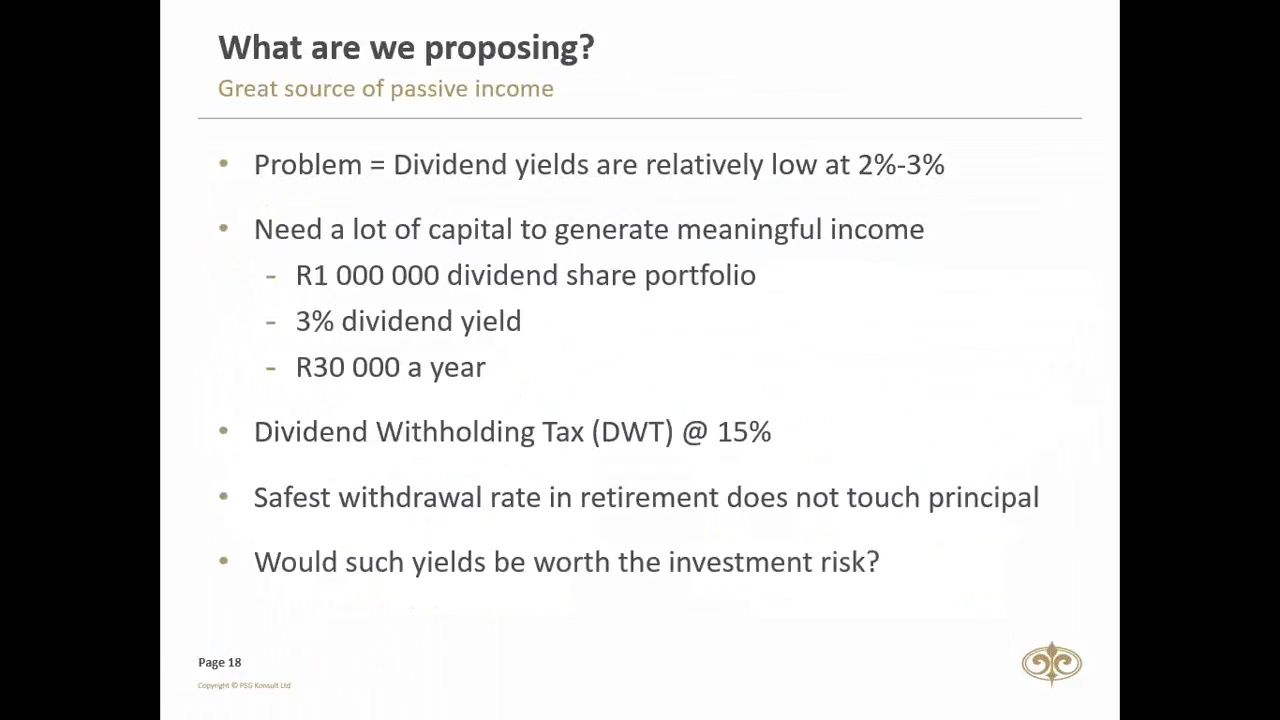 What are we proposing?
Great source of passive income
• Problem = Dividend yields are relatively low at 2%-3%
• Need a lot of capital to generate meaningful income
- R1 000 000 dividend share portfolio
- 3% dividend yield
- R30 000 a year
• Dividend Withholding Tax (DWT) @ 15%
• Safest withdrawal rate in retirement does not touch principal
• Would such yields be worth the investment risk?
Page 18
Copyright © PSG Konsult Ltd